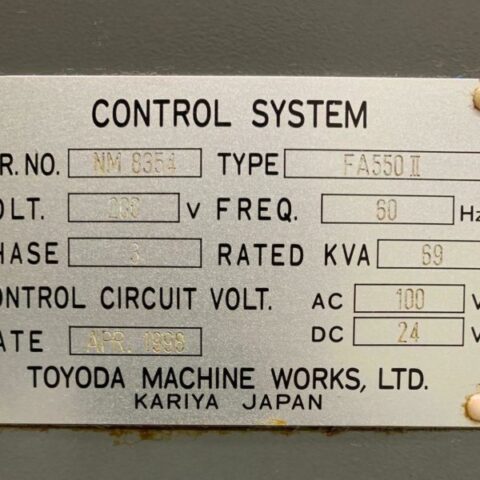 CONTROL SYSTEM
R. NO. NM 8354 TYPE FA550 II
OLT. 200 V FREQ. 60 Hz
HASE 3 RATED KVA 69
ONTROL CIRCUIT VOLT. AC 100 V
DC 24 V
ATE APR. 1998
TOYODA MACHINE WORKS, LTD.
KARIYA JAPAN